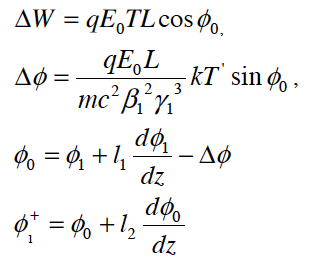 ΔW = qE₀TL cos ϕ₀,
Δϕ = qE₀L / mc²β₁²γ₁³ kT' sin ϕ₀ ,
ϕ₀ = ϕ₁ + l₁ dϕ₁/dz − Δϕ
ϕ₁⁺ = ϕ₀ + l₂ dϕ₀/dz